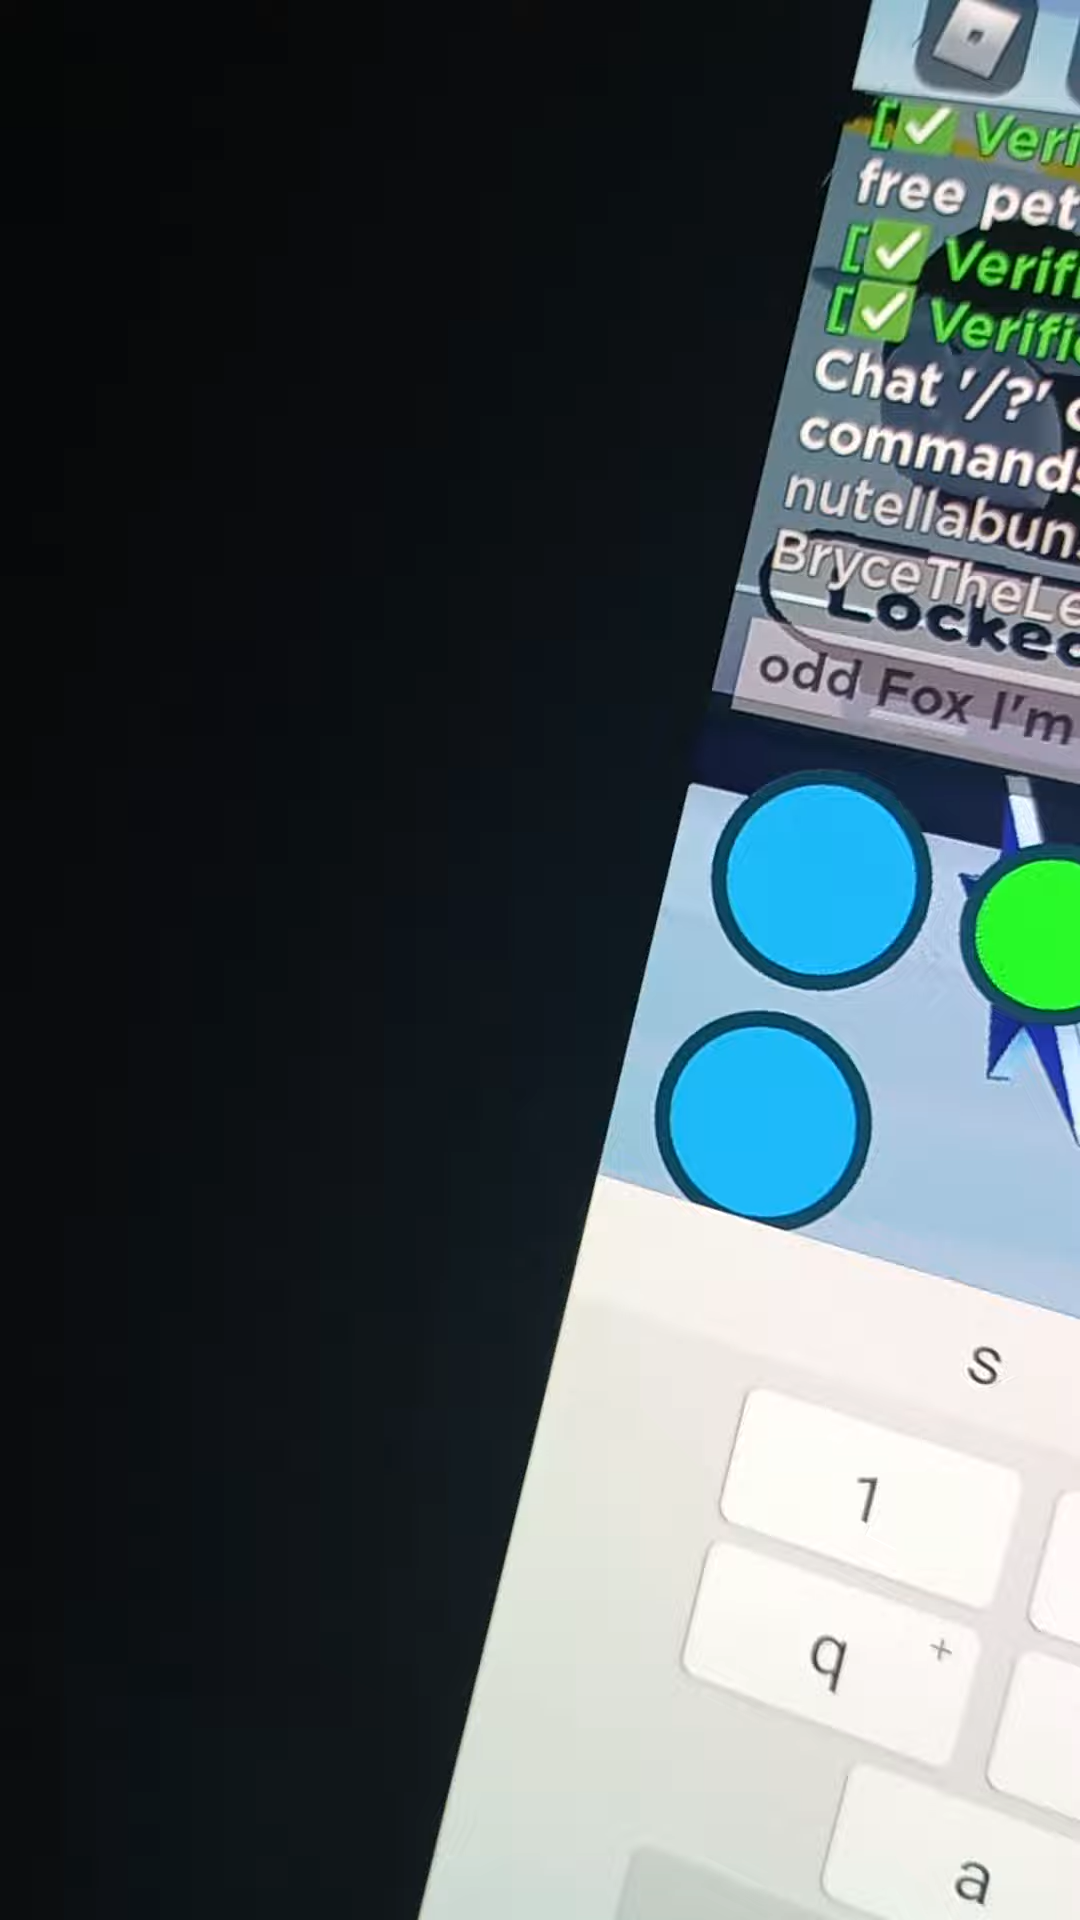 [✅ Veri
free pet
[✅ Verif
[✅ Verifi
Chat '/?'
commands
nutellabun
BryceTheLe
Locked
odd Fox I'm
s
1
q +
a